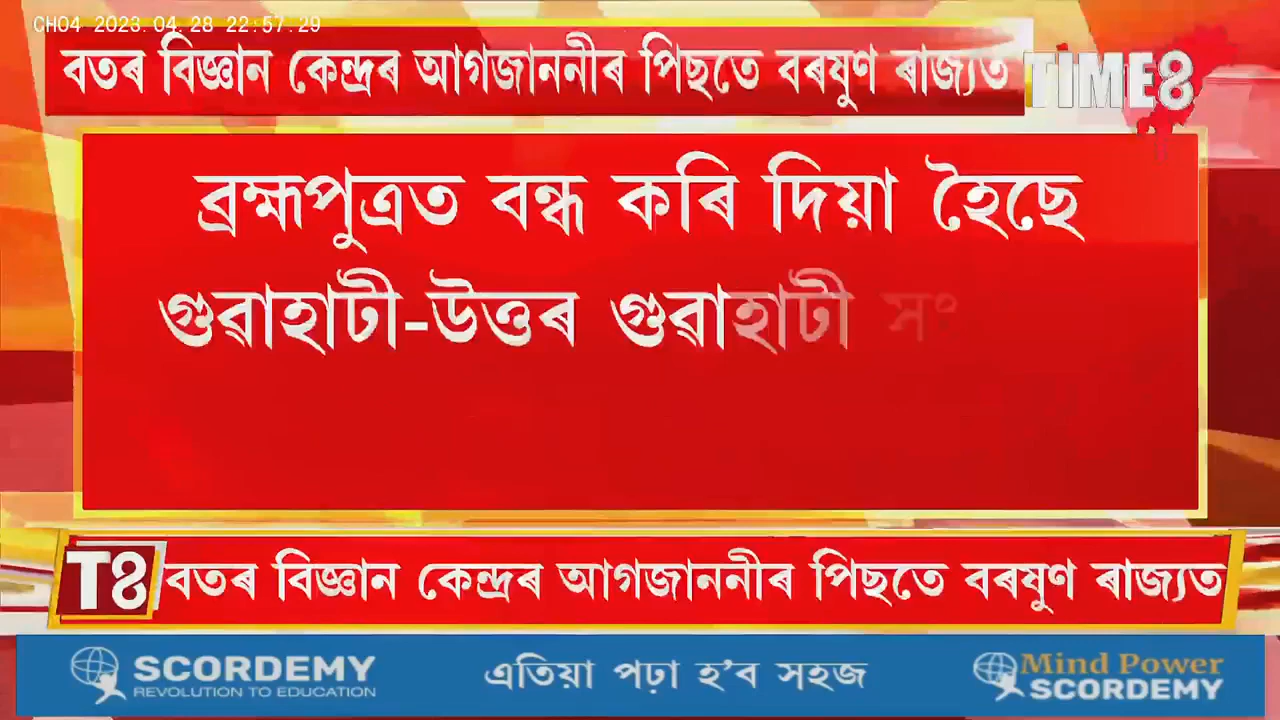 CH04 2023.04.28 22:57:29
বতৰ বিজ্ঞান কেন্দ্ৰৰ আগজাননীৰ পিছতে বৰষুণ ৰাজ্যত
TIME8
ব্ৰহ্মপুত্ৰত বন্ধ কৰি দিয়া হৈছে
গুৱাহাটী-উত্তৰ গুৱাহাটী
T8 বতৰ বিজ্ঞান কেন্দ্ৰৰ আগজাননীৰ পিছতে বৰষুণ ৰাজ্যত
SCORDEMY
REVOLUTION TO EDUCATION
এতিয়া পঢ়া হ'ব সহজ
Mind Power
SCORDEMY